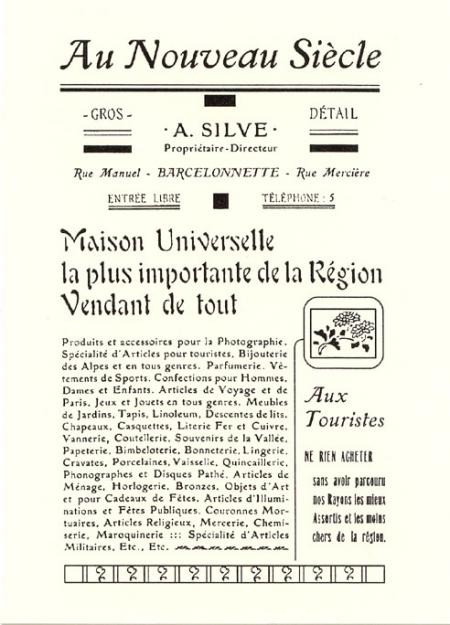 Au Nouveau Siècle
- GROS -
DÉTAIL
· A. SILVE ·
Propriétaire-Directeur
Rue Manuel - BARCELONNETTE - Rue Mercière
ENTRÉE LIBRE
TÉLÉPHONE : 5
Maison Universelle
la plus importante de la Région
Vendant de tout
Produits et accessoires pour la Photographie.
Spécialité d'Articles pour touristes, Bijouterie
des Alpes et en tous genres. Parfumerie. Vê-
tements de Sports. Confections pour Hommes,
Dames et Enfants. Articles de Voyage et de
Paris. Jeux et Jouets en tous genres. Meubles
de Jardins, Tapis, Linoleum, Descentes de lits.
Chapeaux, Casquettes, Literie Fer et Cuivre.
Vannerie, Coutellerie. Souvenirs de la Vallée,
Papeterie, Bimbeloterie, Bonneterie, Lingerie,
Cravates, Porcelaines, Vaisselle, Quincaillerie,
Phonographes et Disques Pathé. Articles de
Ménage, Horlogerie, Bronzes, Objets d'Art
et pour Cadeaux de Fêtes. Articles d'Illumi-
nations et Fêtes Publiques. Couronnes Mor-
tuaires, Articles Religieux, Mercerie, Chemi-
serie, Maroquinerie ::: Spécialité d'Articles
Militaires, Etc., Etc.
Aux
Touristes
NE RIEN ACHETER
sans avoir parcouru
nos Rayons les mieux
Assortis et les moins
chers de la région.